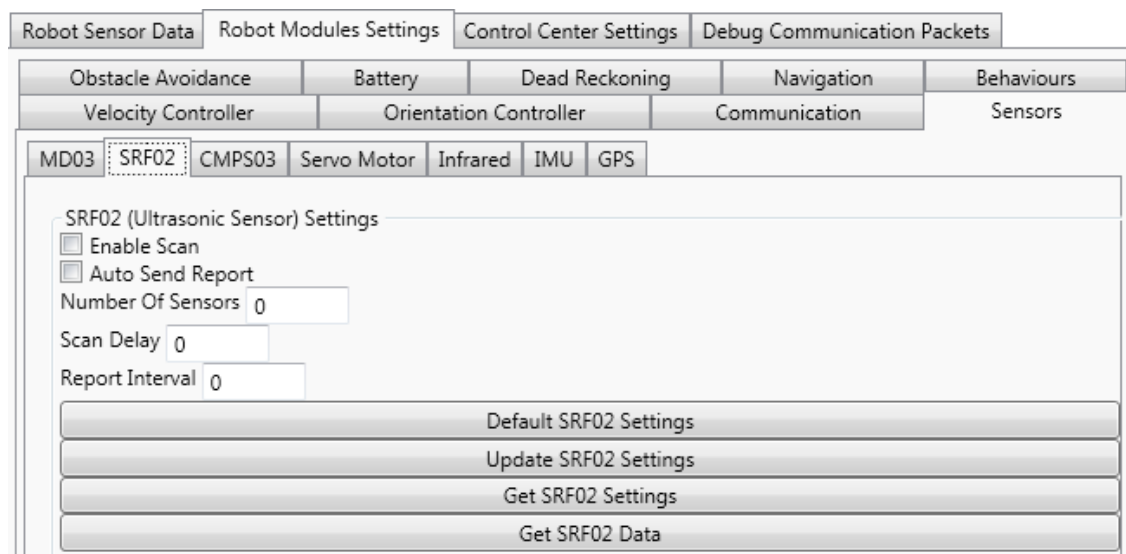 Robot Sensor Data Robot Modules Settings Control Center Settings Debug Communication Packets
Obstacle Avoidance Battery Dead Reckoning Navigation Behaviours
Velocity Controller Orientation Controller Communication Sensors
MD03 SRF02 CMPS03 Servo Motor Infrared IMU GPS
SRF02 (Ultrasonic Sensor) Settings
Enable Scan
Auto Send Report
Number Of Sensors 0
Scan Delay 0
Report Interval 0
Default SRF02 Settings
Update SRF02 Settings
Get SRF02 Settings
Get SRF02 Data